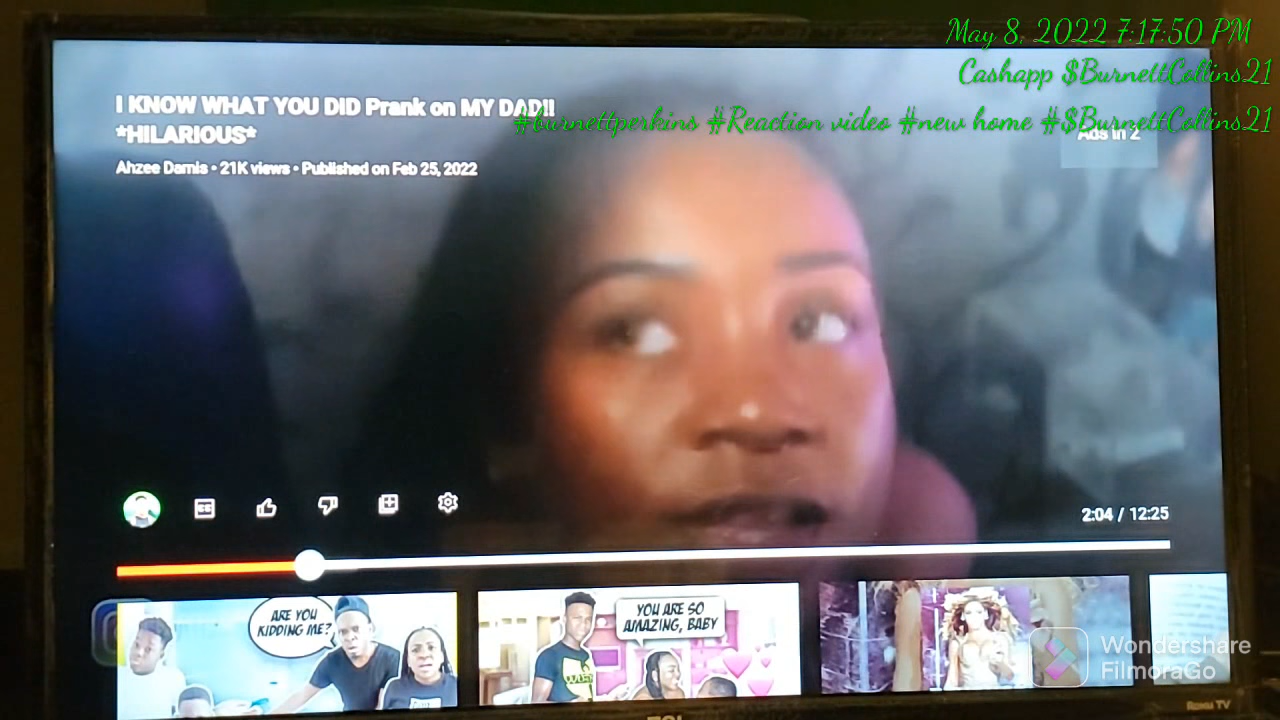 May 8, 2022 7:17:50 PM
Cashapp $BurnettCollins21
#burnettperkins #Reaction video #new home #$BurnettCollins21
I KNOW WHAT YOU DID Prank on MY DAD!!
*HILARIOUS*
Ads in 2
Ahzee Damis • 21K views • Published on Feb 25, 2022
CC
2:04 / 12:25
ARE YOU
KIDDING ME?
YOU ARE SO
AMAZING, BABY
Wondershare
FilmoraGo
TCL
Roku TV